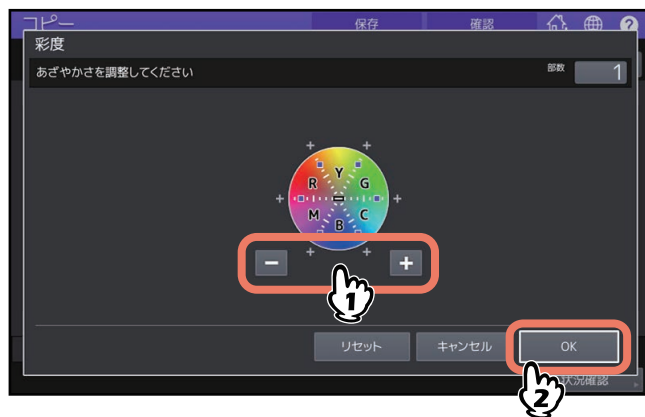 コピー 保存 確認 ?
彩度
あざやかさを調整してください 部数 1
Y
R G
M C
B
1
リセット キャンセル OK
2
状況確認